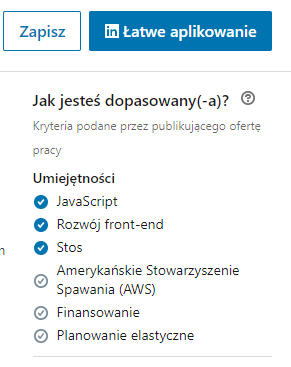 Zapisz
in Łatwe aplikowanie
Jak jesteś dopasowany(-a)? ?
Kryteria podane przez publikującego ofertę
pracy
Umiejętności
JavaScript
Rozwój front-end
Stos
Amerykańskie Stowarzyszenie
Spawania (AWS)
Finansowanie
Planowanie elastyczne